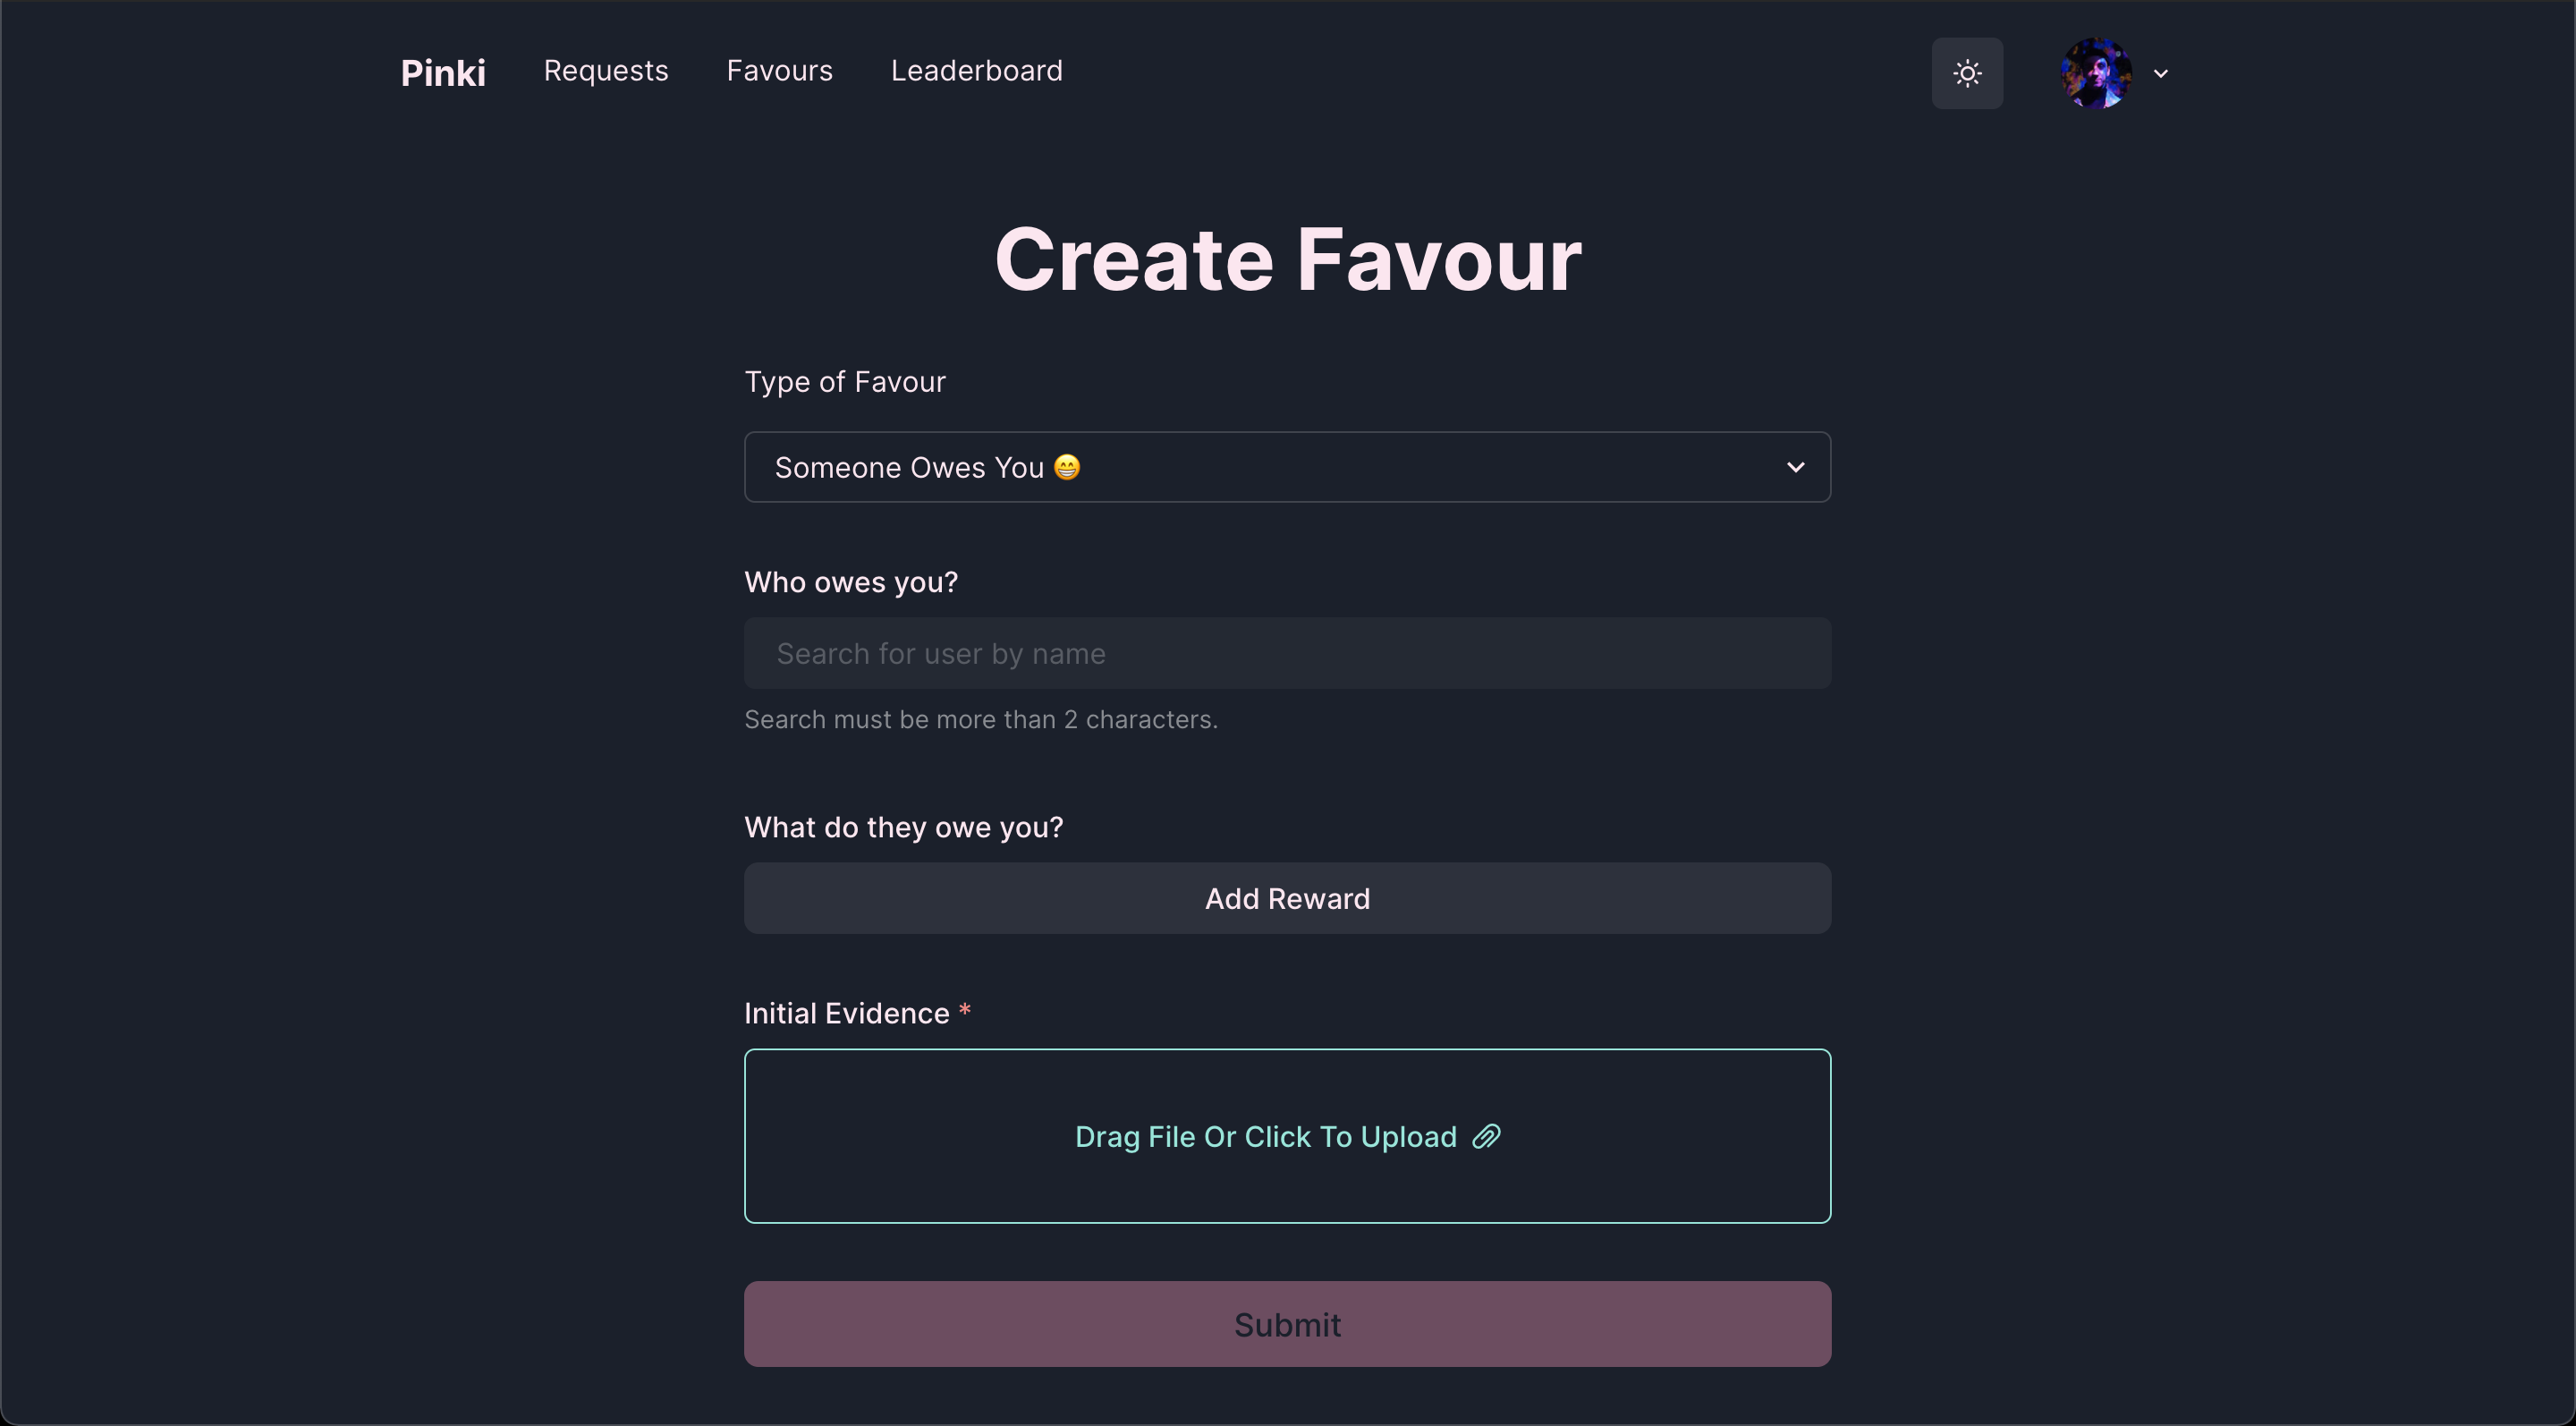 Pinki
Requests
Favours
Leaderboard
Create Favour
Type of Favour
Someone Owes You 😁
Who owes you?
Search for user by name
Search must be more than 2 characters.
What do they owe you?
Add Reward
Initial Evidence *
Drag File Or Click To Upload
Submit